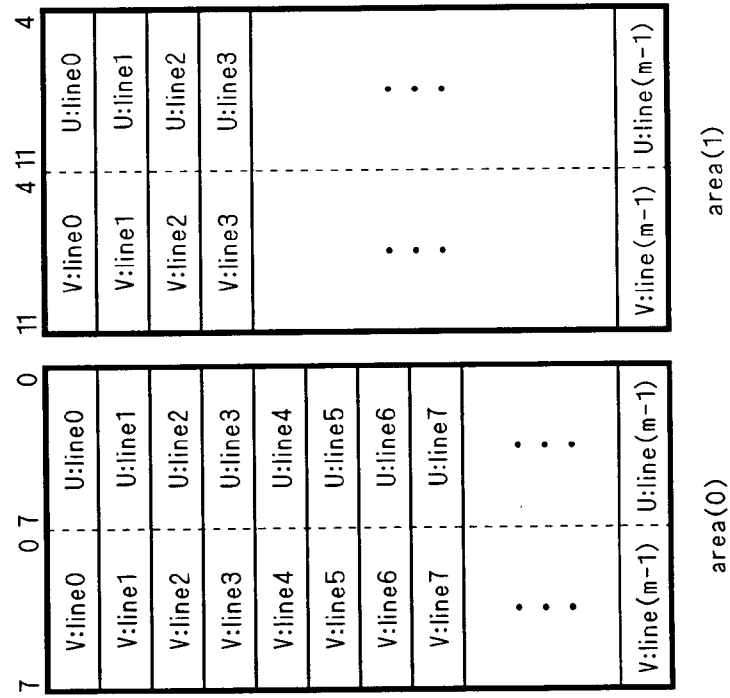 7 0 7 0
V:line0 U:line0
V:line1 U:line1
V:line2 U:line2
V:line3 U:line3
V:line4 U:line4
V:line5 U:line5
V:line6 U:line6
V:line7 U:line7
V:line(m-1) U:line(m-1)
area(0)
11 4 11 4
V:line0 U:line0
V:line1 U:line1
V:line2 U:line2
V:line3 U:line3
V:line(m-1) U:line(m-1)
area(1)